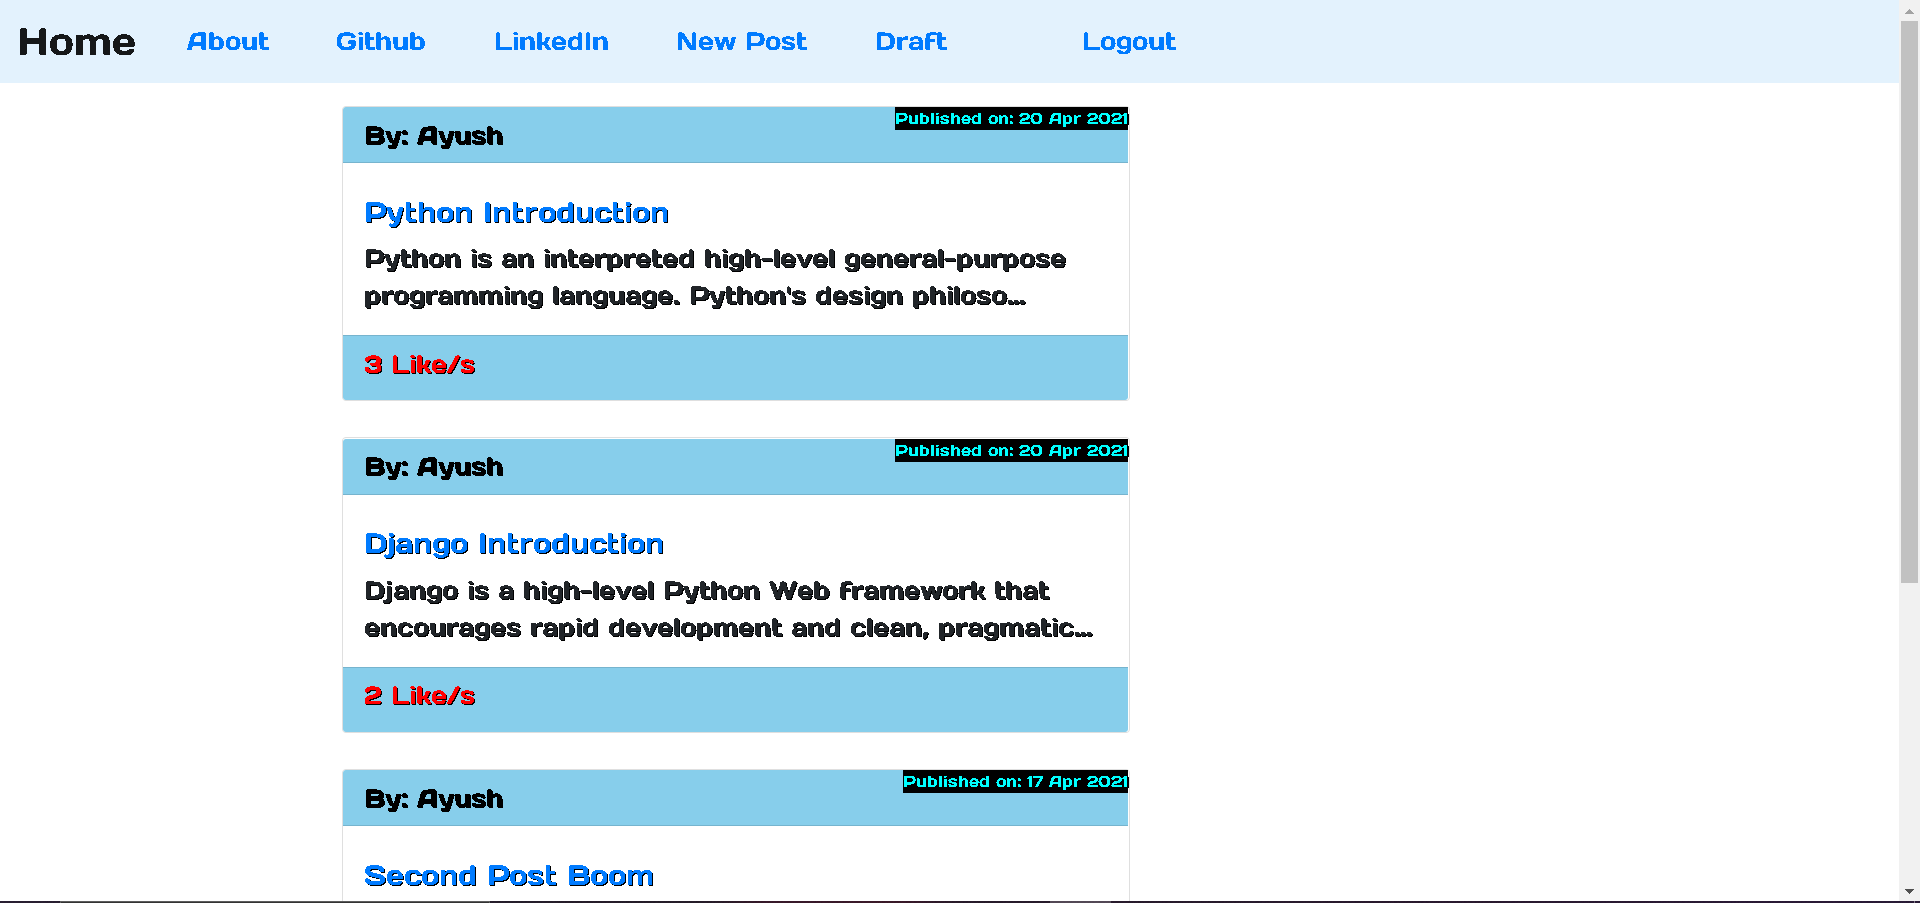 Home About Github LinkedIn New Post Draft Logout
Published on: 20 Apr 2021
By: Ayush
Python Introduction
Python is an interpreted high-level general-purpose
programming language. Python's design philoso...
3 Like/s
Published on: 20 Apr 2021
By: Ayush
Django Introduction
Django is a high-level Python Web framework that
encourages rapid development and clean, pragmatic...
2 Like/s
Published on: 17 Apr 2021
By: Ayush
Second Post Boom